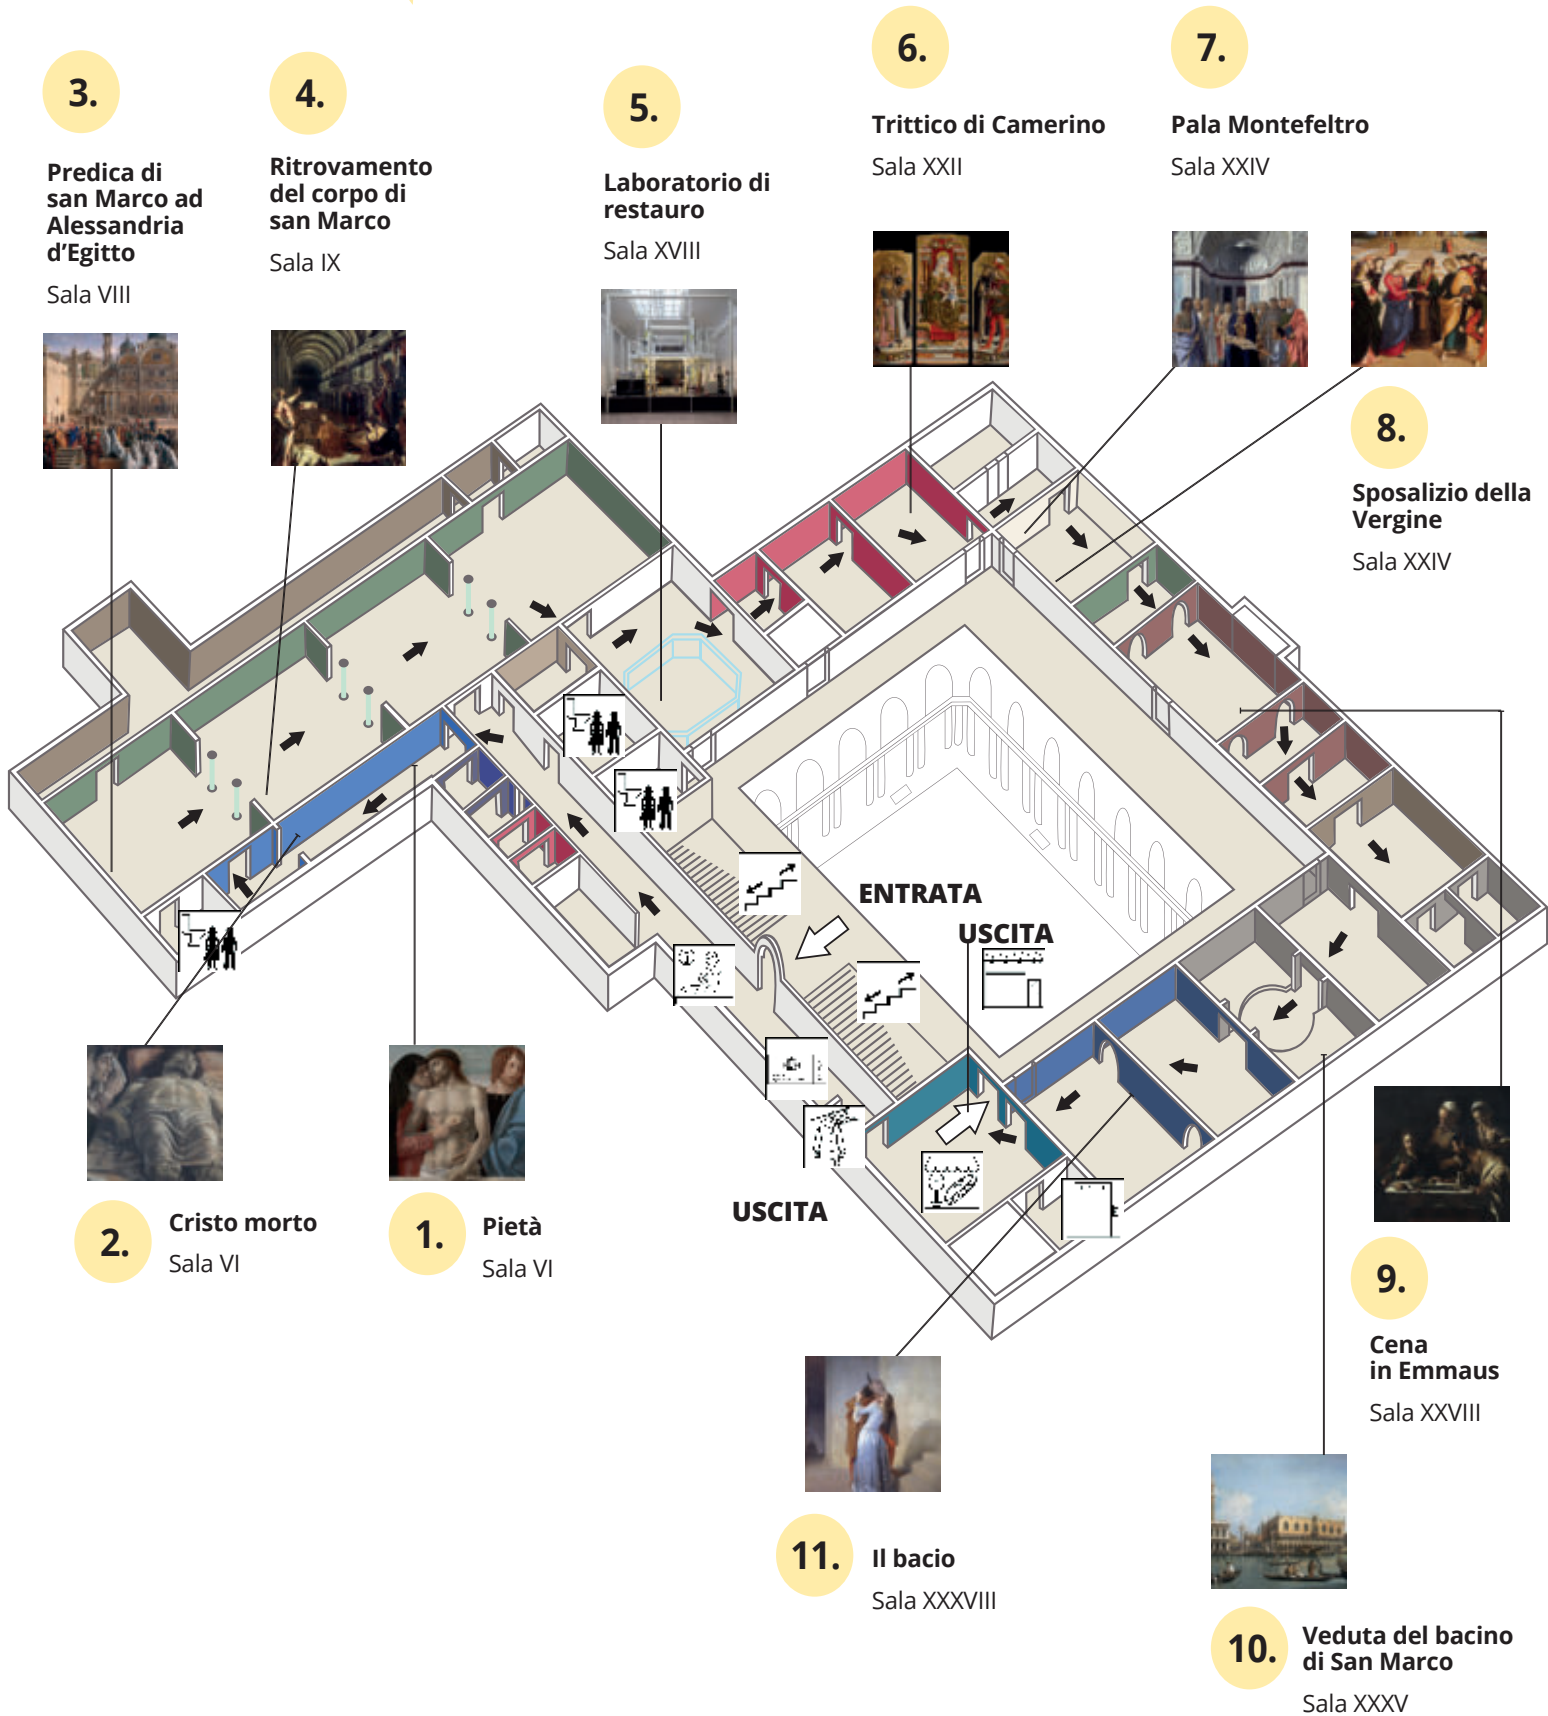 3.
Predica di
san Marco ad
Alessandria
d’Egitto
Sala VIII
4.
Ritrovamento
del corpo di
san Marco
Sala IX
5.
Laboratorio di
restauro
Sala XVIII
6.
Trittico di Camerino
Sala XXII
7.
Pala Montefeltro
Sala XXIV
8.
Sposalizio della
Vergine
Sala XXIV
ENTRATA
USCITA
USCITA
2.
Cristo morto
Sala VI
1.
Pietà
Sala VI
9.
Cena
in Emmaus
Sala XXVIII
11.
Il bacio
Sala XXXVIII
10.
Veduta del bacino
di San Marco
Sala XXXV